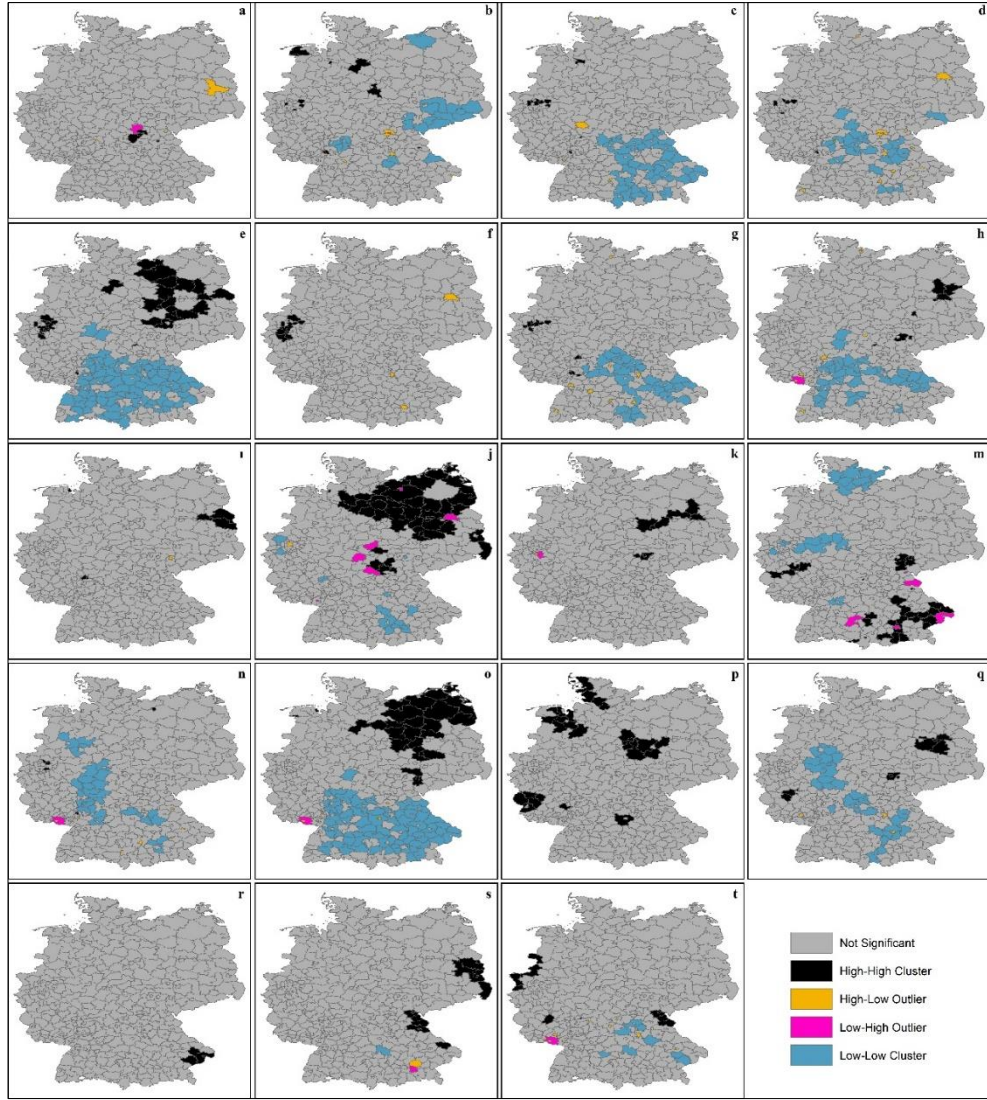 a
b
c
d
e
f
g
h
ı
j
k
m
n
o
p
q
r
s
t
Not Significant
High-High Cluster
High-Low Outlier
Low-High Outlier
Low-Low Cluster